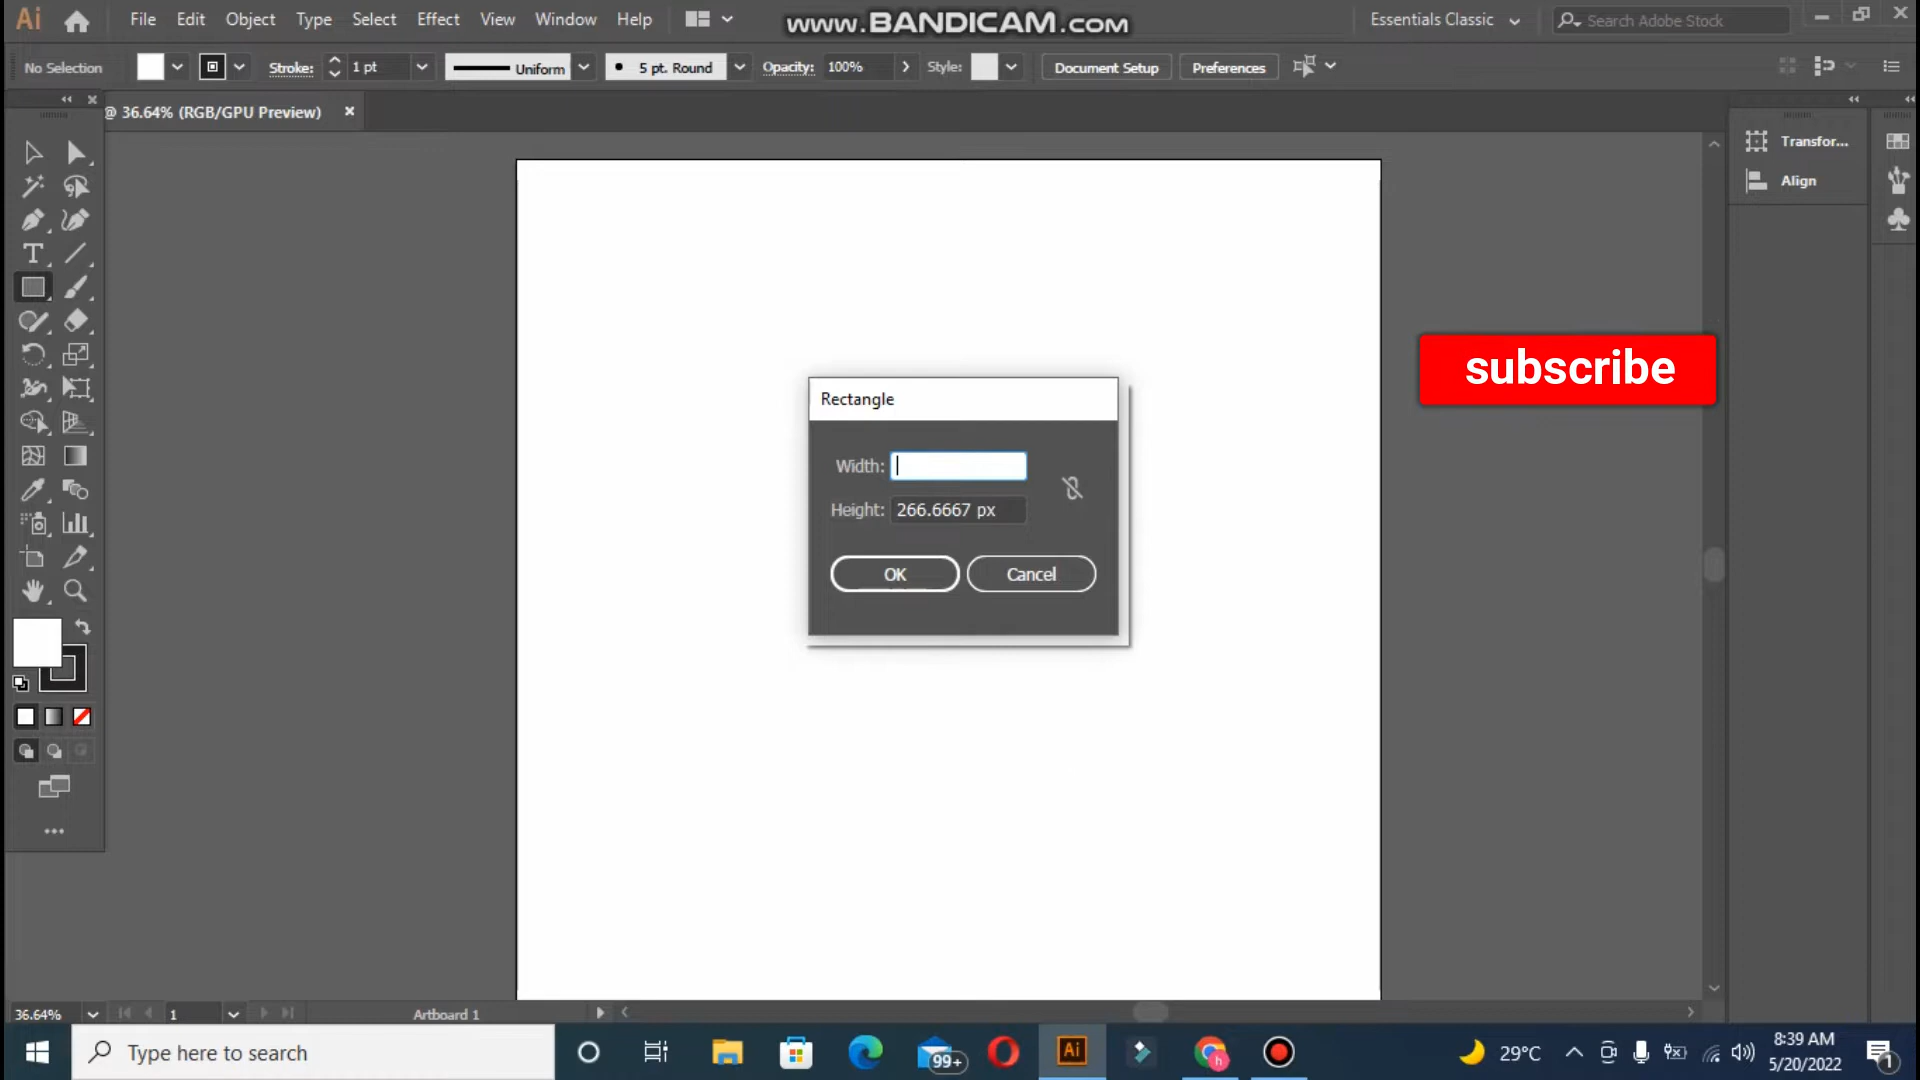 Ai File Edit Object Type Select Effect View Window Help www.BANDICAM.com Essentials Classic Search Adobe Stock
No Selection Stroke: 1 pt Uniform 5 pt. Round Opacity: 100% Style: Document Setup Preferences
@ 36.64% (RGB/GPU Preview)
Transfor...
Align
T
subscribe
Rectangle
Width:
Height: 266.6667 px
OK Cancel
36.64% 1 Artboard 1
Type here to search 99+ Ai h 29°C 8:39 AM
5/20/2022 1